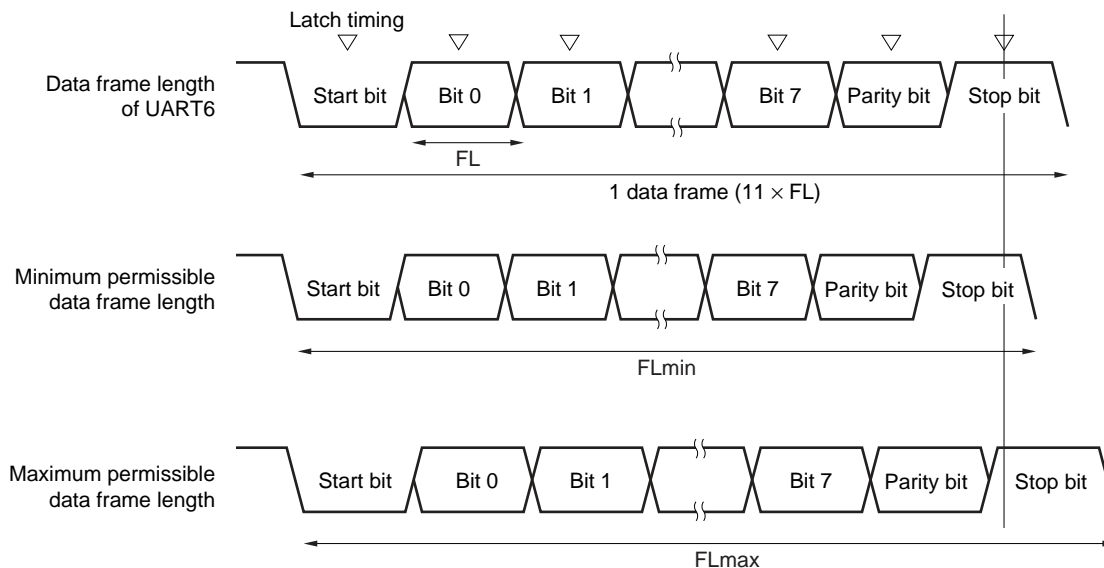 Latch timing
Data frame length
of UART6
Start bit
Bit 0
Bit 1
Bit 7
Parity bit
Stop bit
FL
1 data frame (11 × FL)
Minimum permissible
data frame length
Start bit
Bit 0
Bit 1
Bit 7
Parity bit
Stop bit
FLmin
Maximum permissible
data frame length
Start bit
Bit 0
Bit 1
Bit 7
Parity bit
Stop bit
FLmax